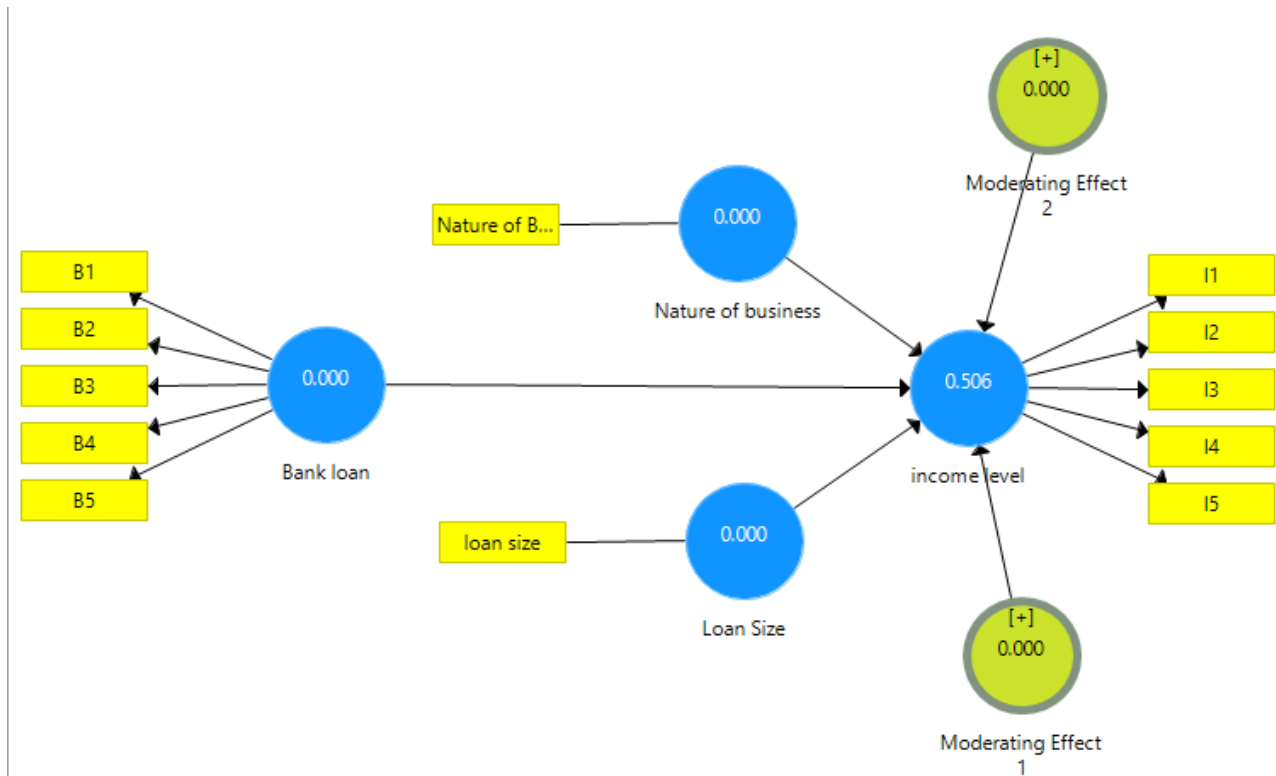 [+]
0.000
Moderating Effect
2
0.000
Nature of B...
Nature of business
B1
B2
B3
B4
B5
0.000
Bank loan
0.506
income level
I1
I2
I3
I4
I5
loan size
0.000
Loan Size
[+]
0.000
Moderating Effect
1